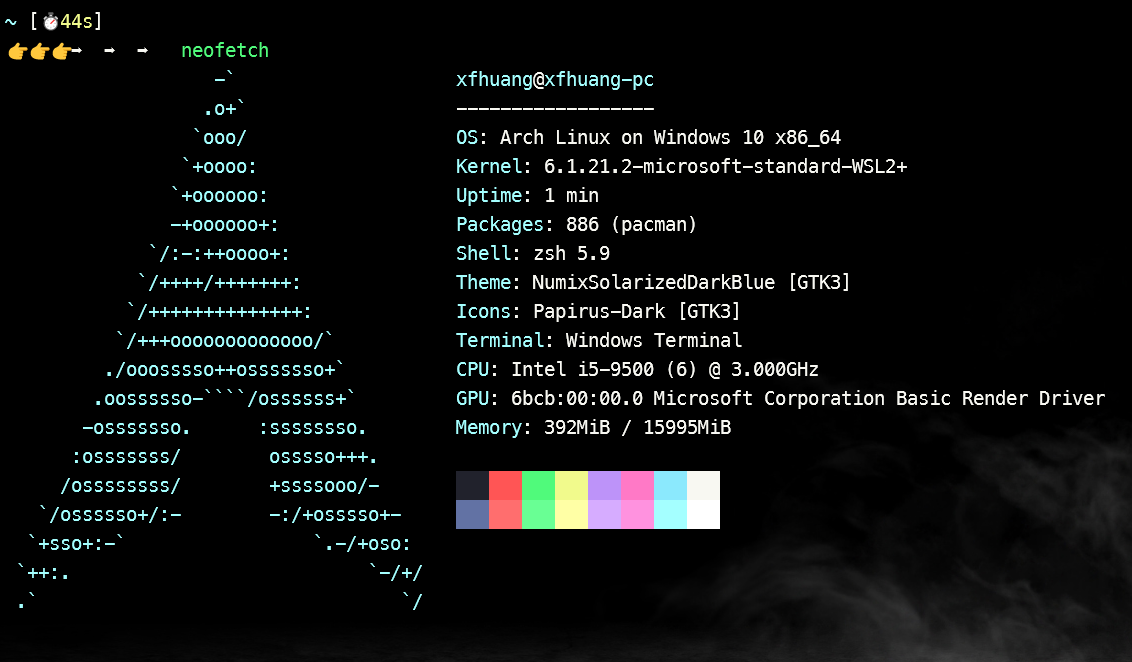 ~ [⏱44s]
👉👉👉➡ ➡ ➡ neofetch
                  -`
                 .o+`
                `ooo/
               `+oooo:
              `+oooooo:
              -+oooooo+:
            `/:-:++oooo+:
           `/++++/+++++++:
          `/++++++++++++++:
         `/+++ooooooooooooo/`
        ./ooosssso++osssssso+`
       .oossssso-````/ossssss+`
      -osssssso.      :ssssssso.
     :osssssss/        osssso+++.
    /ossssssss/        +ssssooo/-
  `/ossssso+/:-        -:/+osssso+-
 `+sso+:-`                 `.-/+oso:
`++:.                           `-/+/
.`                                 `/
xfhuang@xfhuang-pc
------------------
OS: Arch Linux on Windows 10 x86_64
Kernel: 6.1.21.2-microsoft-standard-WSL2+
Uptime: 1 min
Packages: 886 (pacman)
Shell: zsh 5.9
Theme: NumixSolarizedDarkBlue [GTK3]
Icons: Papirus-Dark [GTK3]
Terminal: Windows Terminal
CPU: Intel i5-9500 (6) @ 3.000GHz
GPU: 6bcb:00:00.0 Microsoft Corporation Basic Render Driver
Memory: 392MiB / 15995MiB